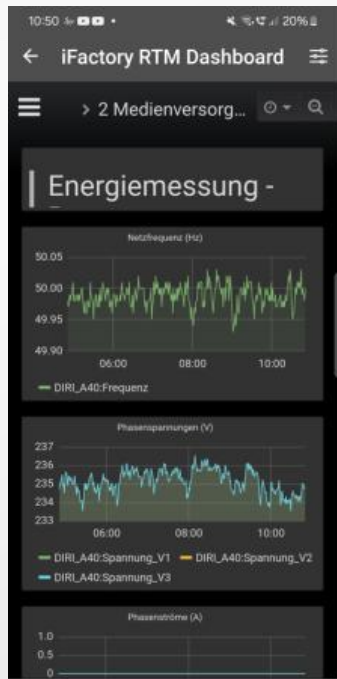 10:50
20%
iFactory RTM Dashboard
> 2 Medienversorg...
Energiemessung -
Netzfrequenz (Hz)
50.05
50.00
49.95
49.90
06:00 08:00 10:00
DIRI_A40:Frequenz
Phasenspannungen (V)
237
236
235
234
233
06:00 08:00 10:00
DIRI_A40:Spannung_V1 DIRI_A40:Spannung_V2
DIRI_A40:Spannung_V3
Phasenströme (A)
1.0
0.5
0